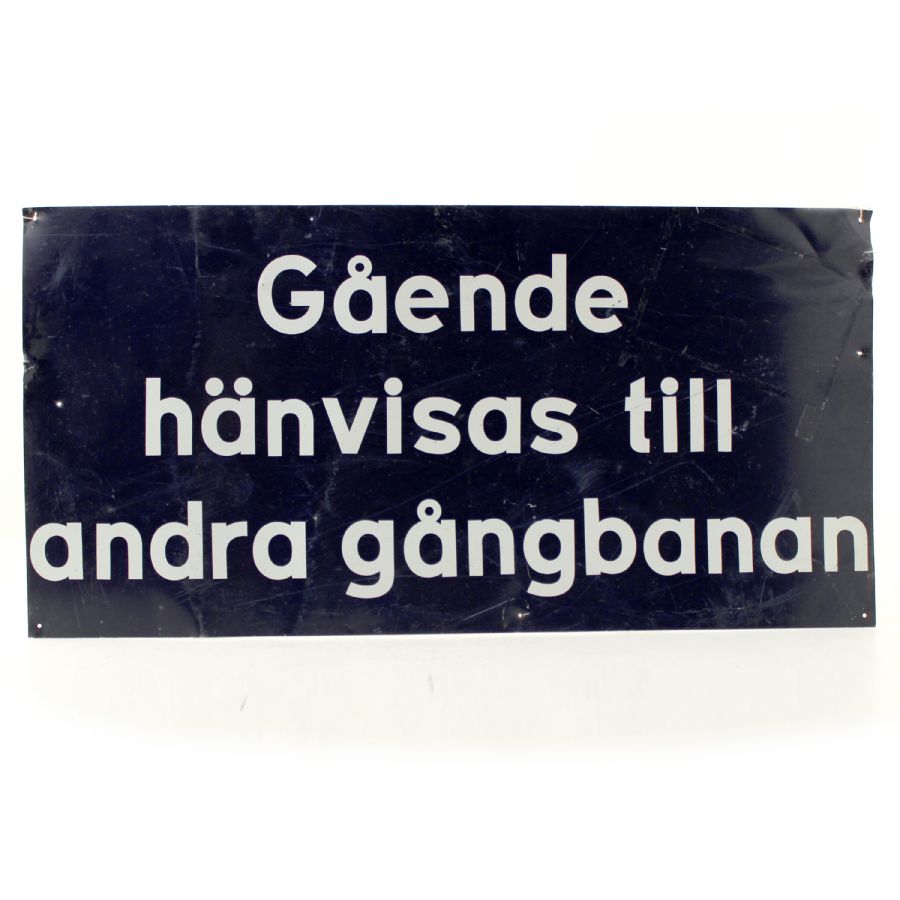 Gående
hänvisas till
andra gångbanan